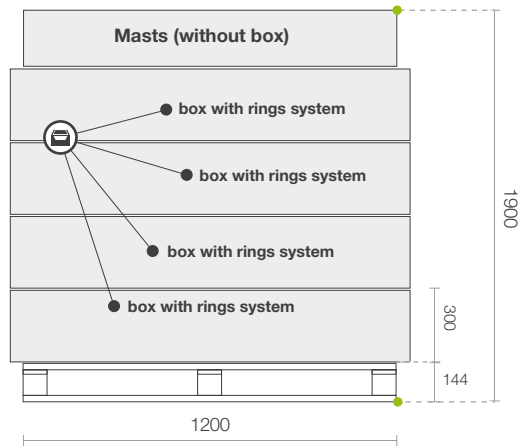 Masts (without box)
box with rings system
box with rings system
box with rings system
box with rings system
1900
300
144
1200